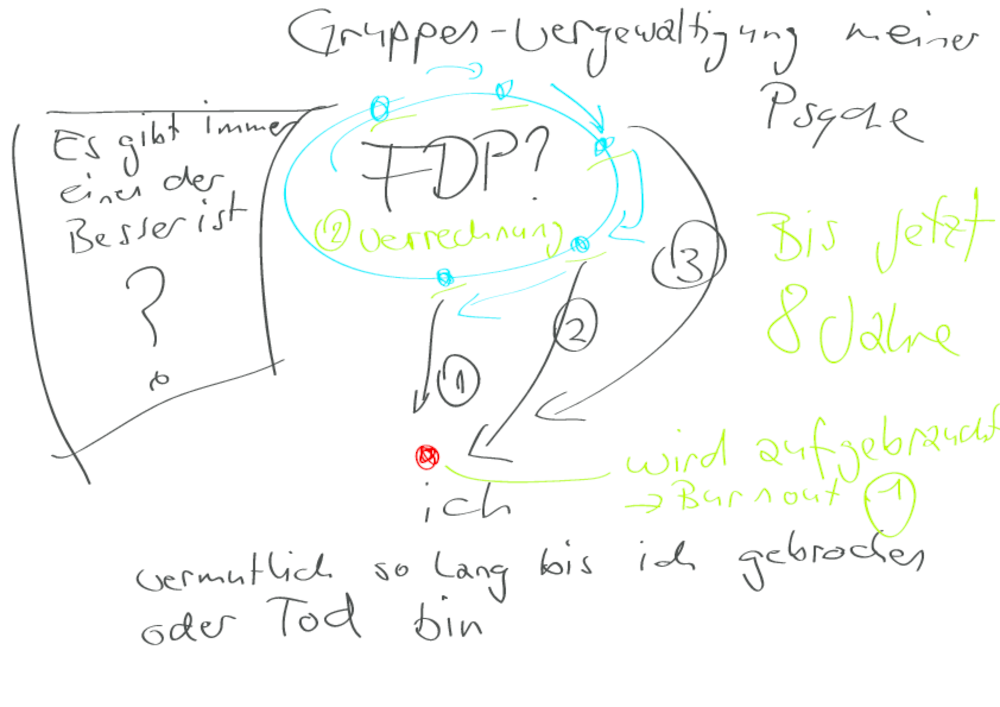 Gruppen-vergewaltigung meiner
Psyche
Es gibt immer
einen der
Besser ist
?
FDP?
② verrechnung
③
②
①
Bis Jetzt
8 Jahre
ich
wird aufgebraucht
→ Burnout ①
vermutlich so lang bis ich gebrochen
oder Tod bin